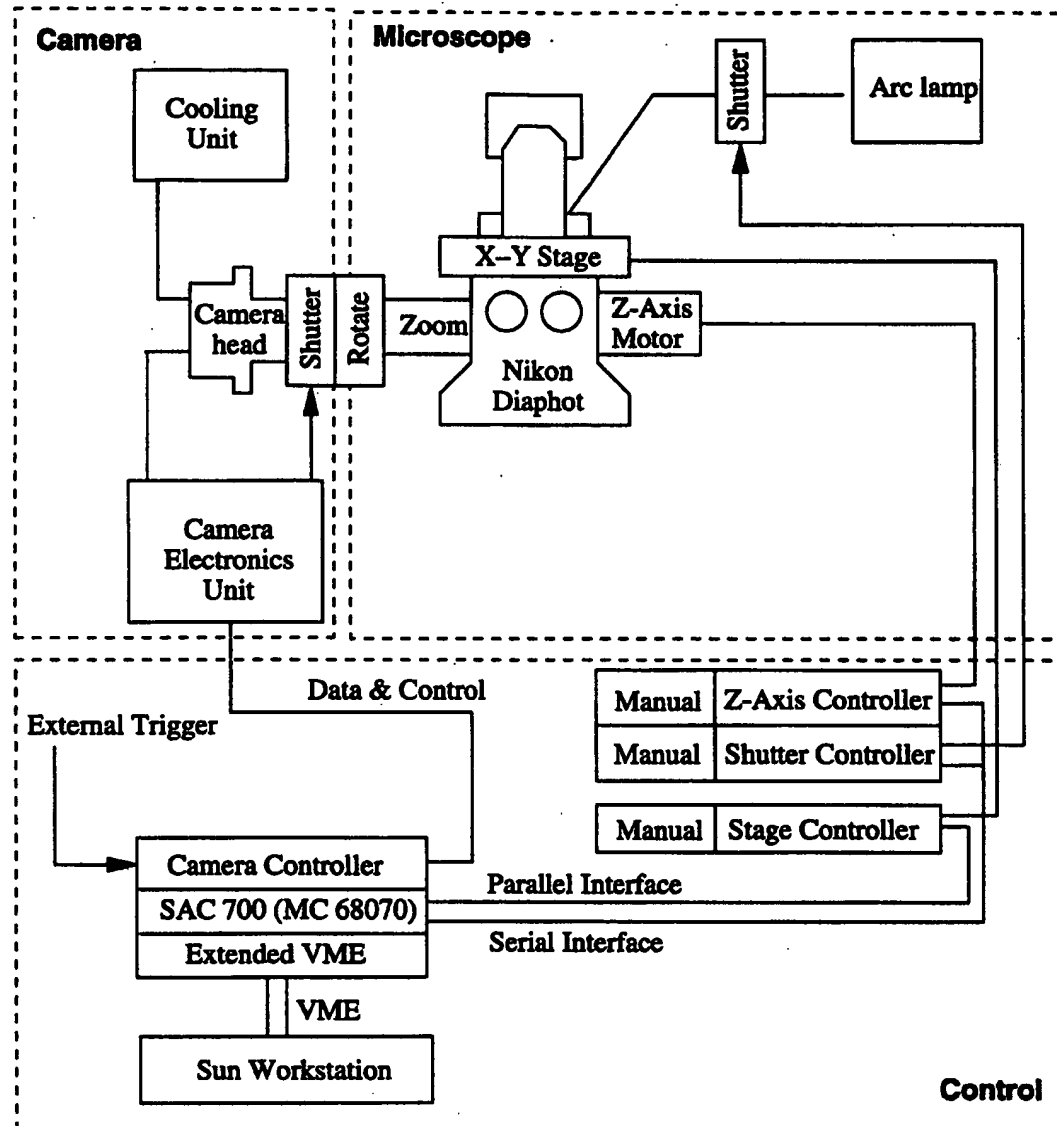 Camera
Cooling
Unit
Camera
head
Shutter
Rotate
Camera
Electronics
Unit
Microscope
Shutter
Arc lamp
X–Y Stage
Zoom
Z-Axis
Motor
Nikon
Diaphot
Data & Control
External Trigger
Manual
Z-Axis Controller
Manual
Shutter Controller
Manual
Stage Controller
Camera Controller
Parallel Interface
SAC 700 (MC 68070)
Serial Interface
Extended VME
VME
Sun Workstation
Control